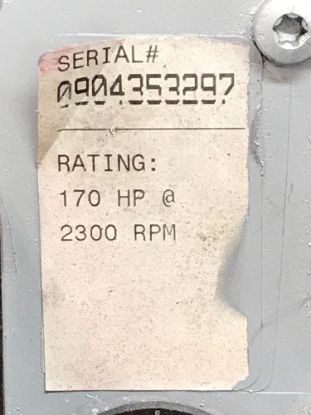 SERIAL#
0904353297
RATING:
170 HP @
2300 RPM